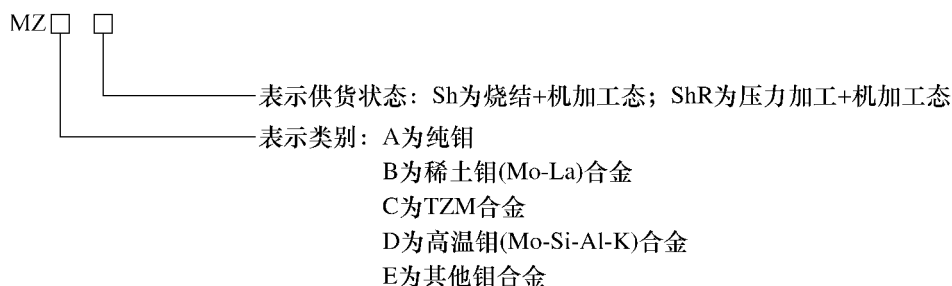 MZ□ □
表示供货状态：Sh为烧结+机加工态；ShR为压力加工+机加工态
表示类别：A为纯钼
B为稀土钼(Mo-La)合金
C为TZM合金
D为高温钼(Mo-Si-Al-K)合金
E为其他钼合金